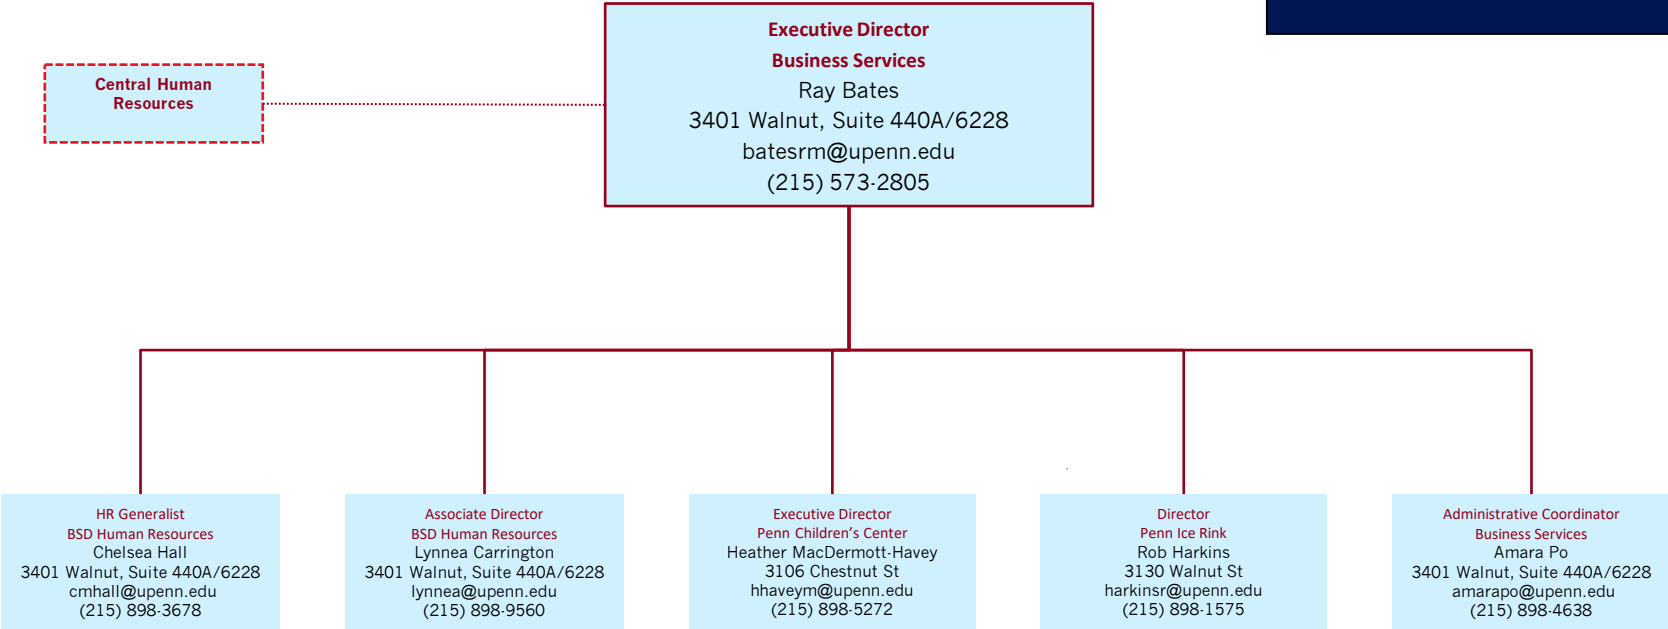 Executive Director
Business Services
Ray Bates
3401 Walnut, Suite 440A/6228
batesrm@upenn.edu
(215) 573-2805
Central Human
Resources
HR Generalist
BSD Human Resources
Chelsea Hall
3401 Walnut, Suite 440A/6228
cmhall@upenn.edu
(215) 898-3678
Associate Director
BSD Human Resources
Lynnea Carrington
3401 Walnut, Suite 440A/6228
lynnea@upenn.edu
(215) 898-9560
Executive Director
Penn Children’s Center
Heather MacDermott-Havey
3106 Chestnut St
hhaveym@upenn.edu
(215) 898-5272
Director
Penn Ice Rink
Rob Harkins
3130 Walnut St
harkinsr@upenn.edu
(215) 898-1575
Administrative Coordinator
Business Services
Amara Po
3401 Walnut, Suite 440A/6228
amarapo@upenn.edu
(215) 898-4638